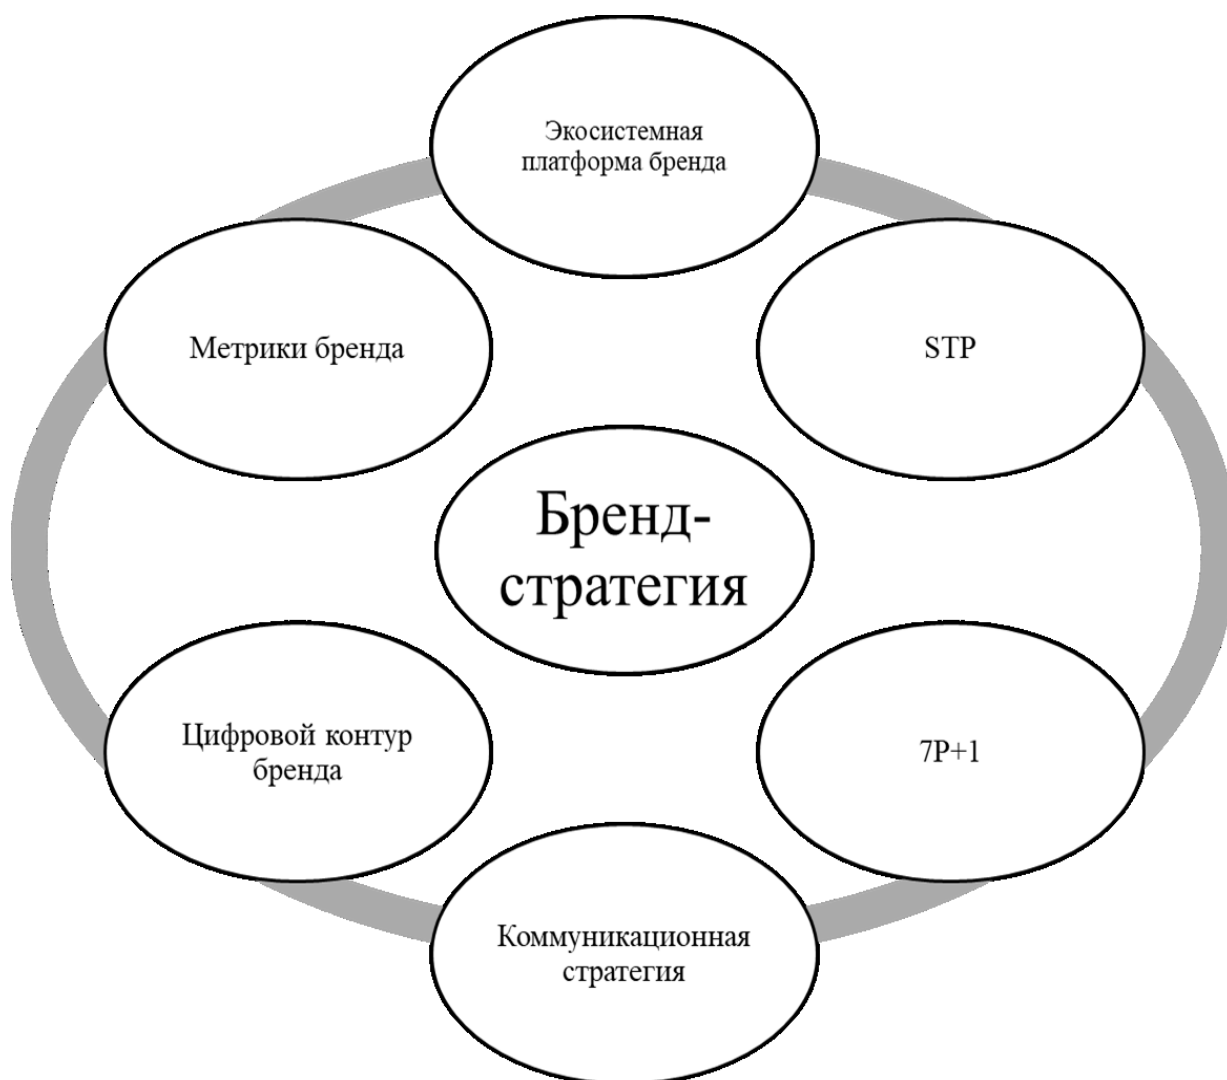 Экосистемная
платформа бренда
Метрики бренда
STP
Бренд-
стратегия
Цифровой контур
бренда
7P+1
Коммуникационная
стратегия